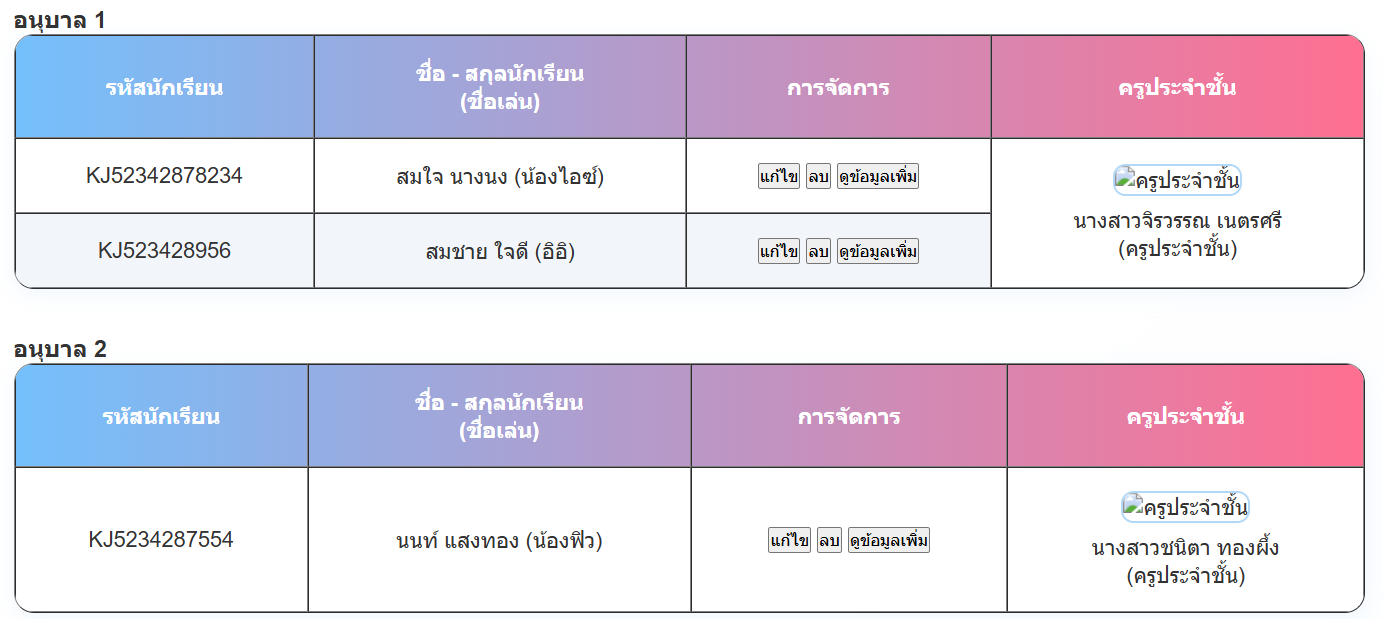 อนุบาล 1
รหัสนักเรียน
ชื่อ - สกุลนักเรียน
(ชื่อเล่น)
การจัดการ
ครูประจำชั้น
KJ52342878234
สมใจ นางนง (น้องไอซ์)
แก้ไข ลบ ดูข้อมูลเพิ่ม
ครูประจำชั้น
นางสาวจิรวรรณ เนตรศรี
(ครูประจำชั้น)
KJ523428956
สมชาย ใจดี (อิอิ)
แก้ไข ลบ ดูข้อมูลเพิ่ม
อนุบาล 2
รหัสนักเรียน
ชื่อ - สกุลนักเรียน
(ชื่อเล่น)
การจัดการ
ครูประจำชั้น
KJ5234287554
นนท์ แสงทอง (น้องฟิว)
แก้ไข ลบ ดูข้อมูลเพิ่ม
ครูประจำชั้น
นางสาวชนิตา ทองผึ้ง
(ครูประจำชั้น)